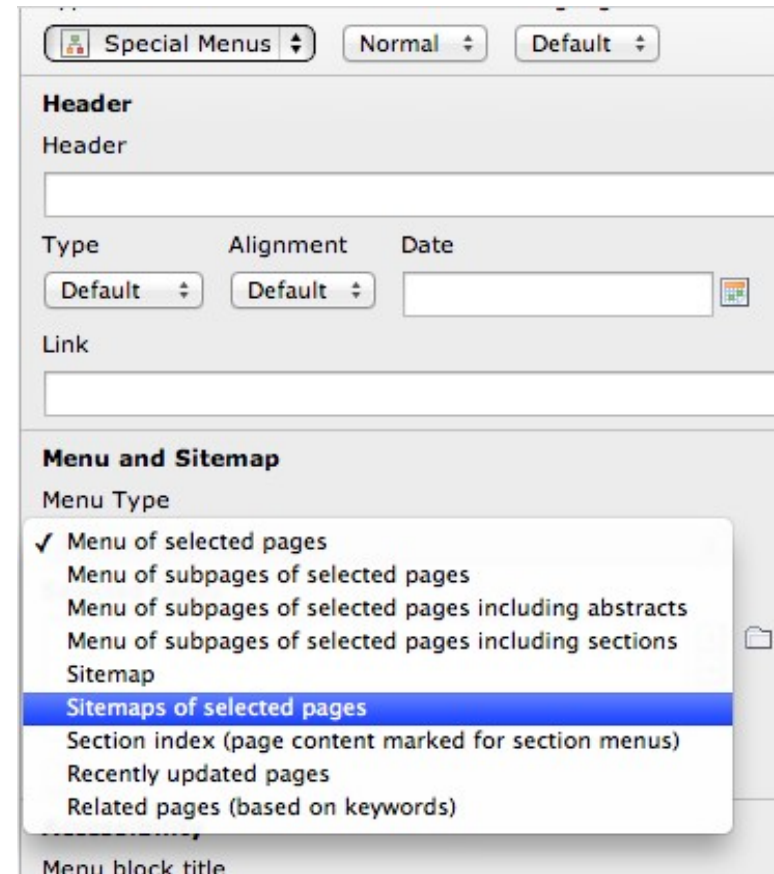 Special Menus Normal Default
Header
Header
Type Alignment Date
Default Default
Link
Menu and Sitemap
Menu Type
✓ Menu of selected pages
Menu of subpages of selected pages
Menu of subpages of selected pages including abstracts
Menu of subpages of selected pages including sections
Sitemap
Sitemaps of selected pages
Section index (page content marked for section menus)
Recently updated pages
Related pages (based on keywords)
Menu block title